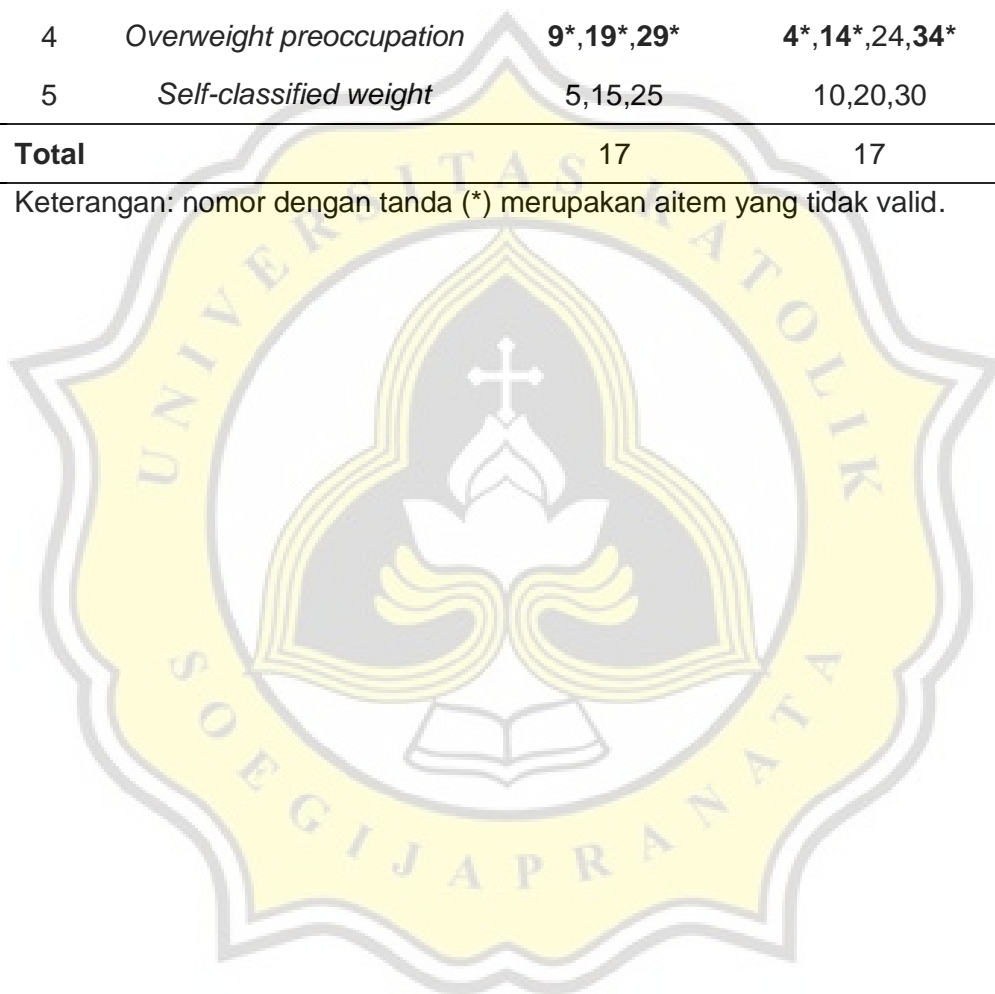 4 Overweight preoccupation 9*,19*,29* 4*,14*,24,34*
5 Self-classified weight 5,15,25 10,20,30
Total 17 17
Keterangan: nomor dengan tanda (*) merupakan aitem yang tidak valid.
UNIVERSITAS KATOLIK
SOEGIJAPRANATA